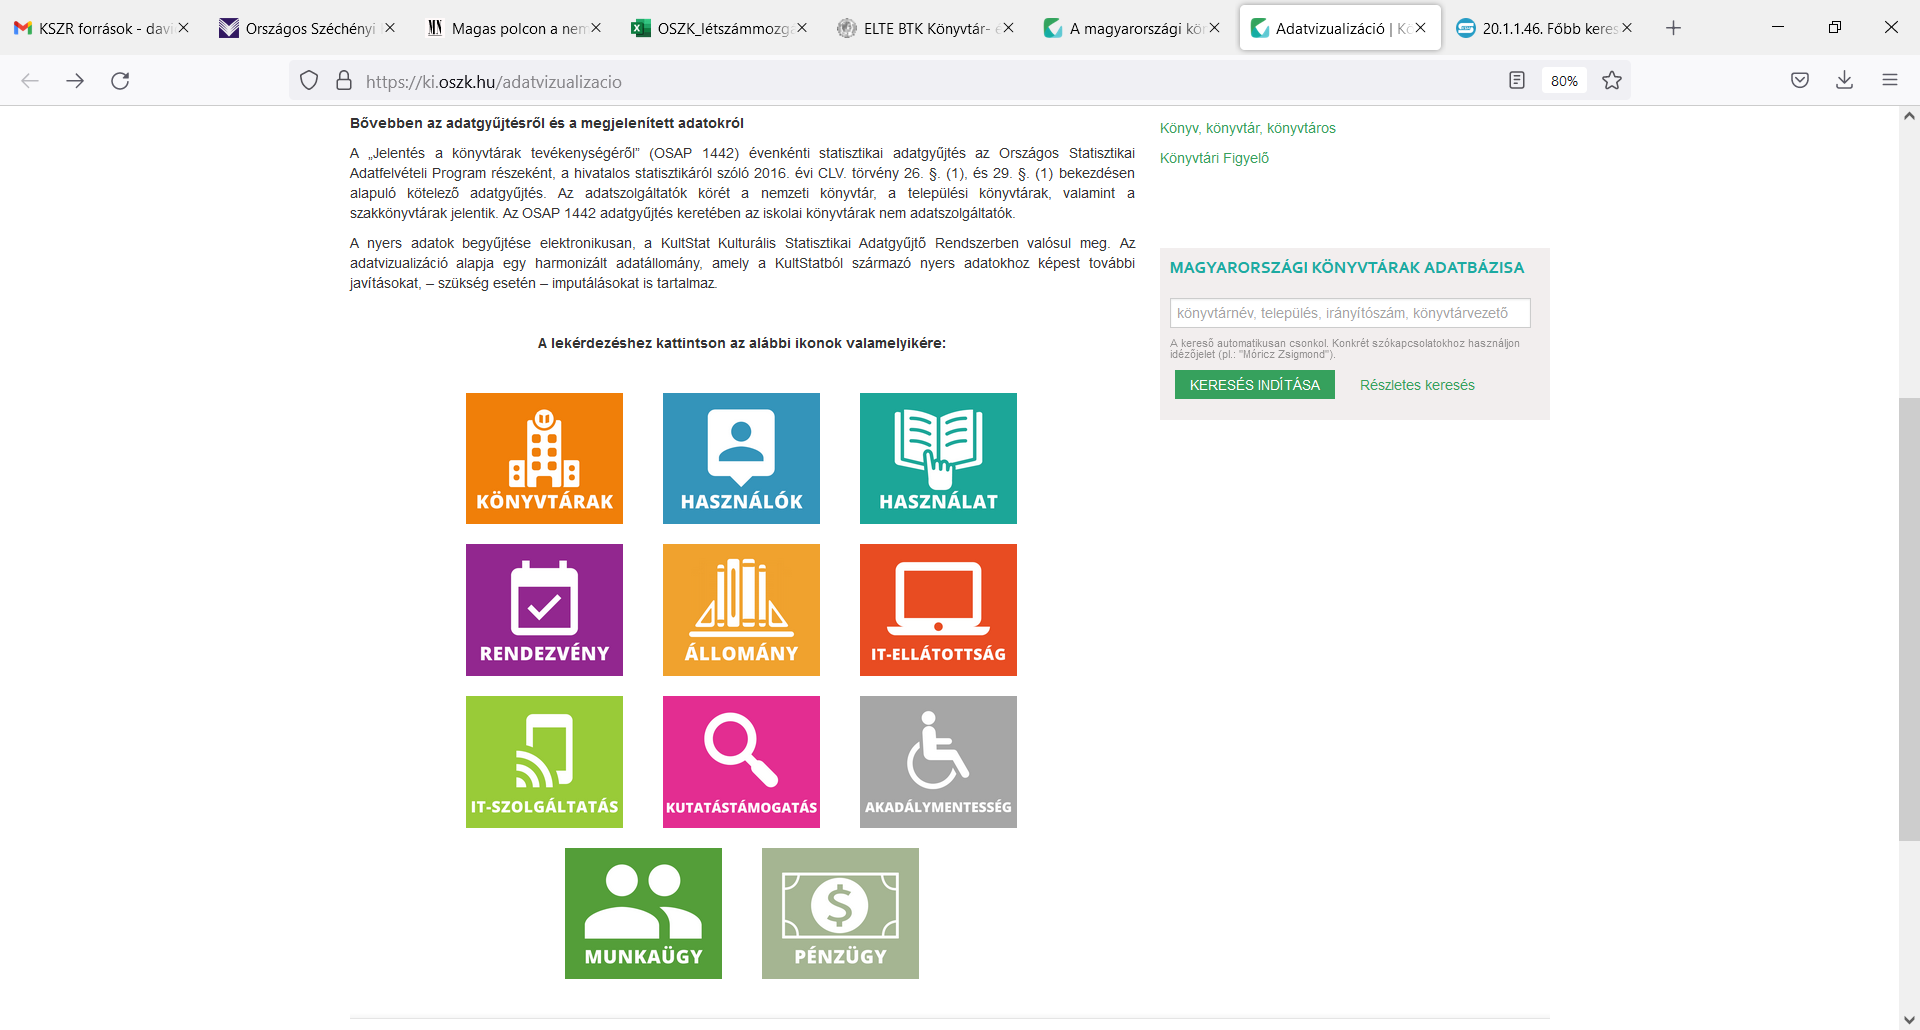 KSZR források - davi
Országos Széchényi
Magas polcon a nem
OSZK_létszámmozga
ELTE BTK Könyvtár- é
A magyarországi kö
Adatvizualizáció | Kö
20.1.1.46. Főbb keres
https://ki.oszk.hu/adatvizualizacio
80%
Bővebben az adatgyűjtésről és a megjelenített adatokról
A „Jelentés a könyvtárak tevékenységéről” (OSAP 1442) évenkénti statisztikai adatgyűjtés az Országos Statisztikai
Adatfelvételi Program részeként, a hivatalos statisztikáról szóló 2016. évi CLV. törvény 26. §. (1), és 29. §. (1) bekezdésen
alapuló kötelező adatgyűjtés. Az adatszolgáltatók körét a nemzeti könyvtár, a települési könyvtárak, valamint a
szakkönyvtárak jelentik. Az OSAP 1442 adatgyűjtés keretében az iskolai könyvtárak nem adatszolgáltatók.
A nyers adatok begyűjtése elektronikusan, a KultStat Kulturális Statisztikai Adatgyűjtő Rendszerben valósul meg. Az
adatvizualizáció alapja egy harmonizált adatállomány, amely a KultStatból származó nyers adatokhoz képest további
javításokat, – szükség esetén – imputálásokat is tartalmaz.
A lekérdezéshez kattintson az alábbi ikonok valamelyikére:
KÖNYVTÁRAK
HASZNÁLÓK
HASZNÁLAT
RENDEZVÉNY
ÁLLOMÁNY
IT-ELLÁTOTTSÁG
IT-SZOLGÁLTATÁS
KUTATÁSTÁMOGATÁS
AKADÁLYMENTESSÉG
MUNKAÜGY
PÉNZÜGY
Könyv, könyvtár, könyvtáros
Könyvtári Figyelő
MAGYARORSZÁGI KÖNYVTÁRAK ADATBÁZISA
könyvtárnév, település, irányítószám, könyvtárvezető
A kereső automatikusan csonkol. Konkrét szókapcsolatokhoz használjon
idézőjelet (pl.: "Móricz Zsigmond").
KERESÉS INDÍTÁSA
Részletes keresés